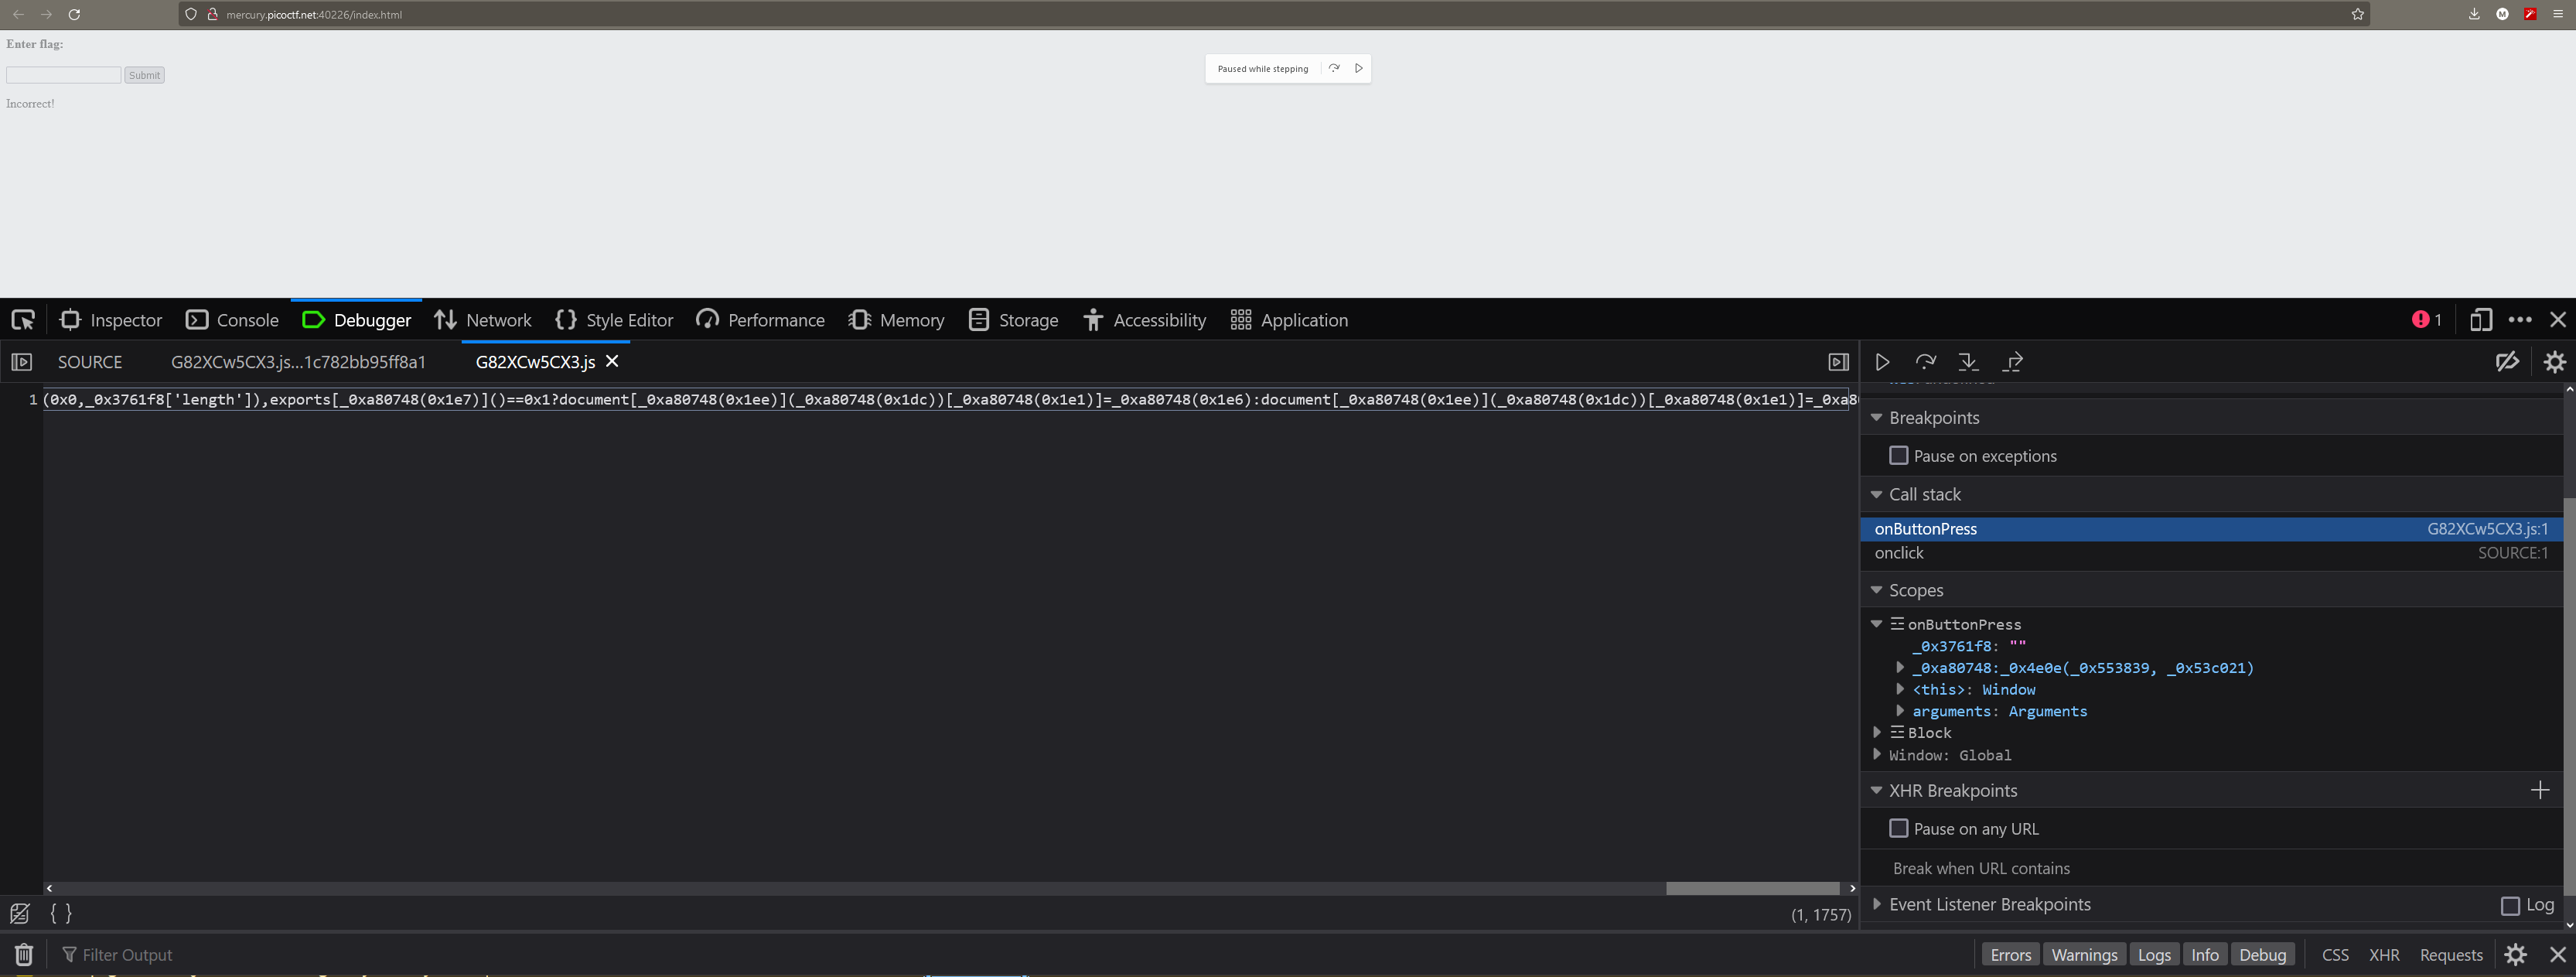 mercury.picoctf.net:40226/index.html
Enter flag:
Submit
Paused while stepping
Incorrect!
Inspector Console Debugger Network Style Editor Performance Memory Storage Accessibility Application 1
SOURCE G82XCw5CX3.js...1c782bb95ff8a1 G82XCw5CX3.js
1 (0x0,_0x3761f8['length']),exports[_0xa80748(0x1e7)]()==0x1?document[_0xa80748(0x1ee)](_0xa80748(0x1dc))[_0xa80748(0x1e1)]=_0xa80748(0x1e6):document[_0xa80748(0x1ee)](_0xa80748(0x1dc))[_0xa80748(0x1e1)]=_0xa8
Breakpoints
Pause on exceptions
Call stack
onButtonPress G82XCw5CX3.js:1
onclick SOURCE:1
Scopes
onButtonPress
_0x3761f8: ""
_0xa80748:_0x4e0e(_0x553839, _0x53c021)
<this>: Window
arguments: Arguments
Block
Window: Global
XHR Breakpoints
Pause on any URL
Break when URL contains
Event Listener Breakpoints Log
{ } (1, 1757)
Filter Output Errors Warnings Logs Info Debug CSS XHR Requests